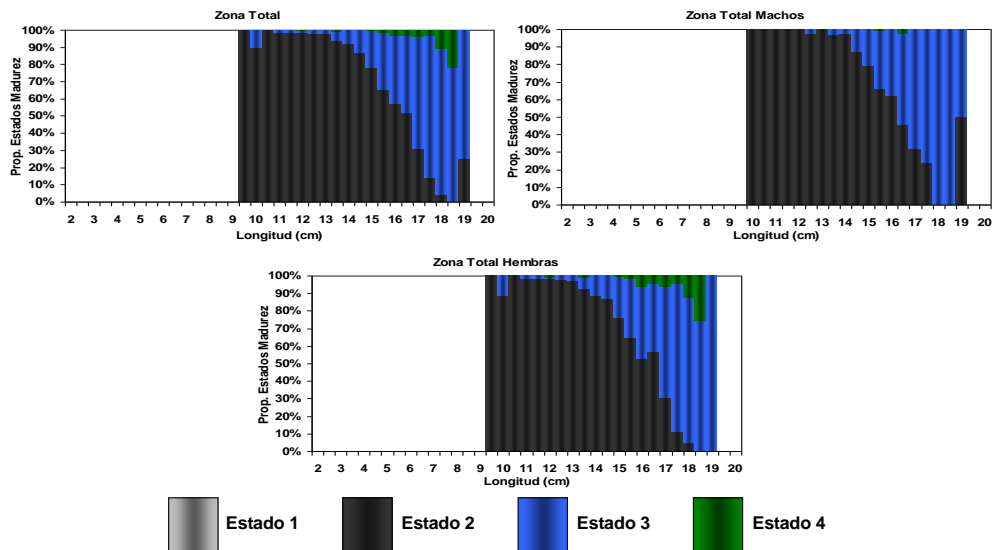 Zona Total
Prop. Estados Madurez
100%
90%
80%
70%
60%
50%
40%
30%
20%
10%
0%
2 3 4 5 6 7 8 9 10 11 12 13 14 15 16 17 18 19 20
Longitud (cm)
Zona Total Machos
Prop. Estados Madurez
100%
90%
80%
70%
60%
50%
40%
30%
20%
10%
0%
2 3 4 5 6 7 8 9 10 11 12 13 14 15 16 17 18 19 20
Longitud (cm)
Zona Total Hembras
Prop. Estados Madurez
100%
90%
80%
70%
60%
50%
40%
30%
20%
10%
0%
2 3 4 5 6 7 8 9 10 11 12 13 14 15 16 17 18 19 20
Longitud (cm)
Estado 1 Estado 2 Estado 3 Estado 4